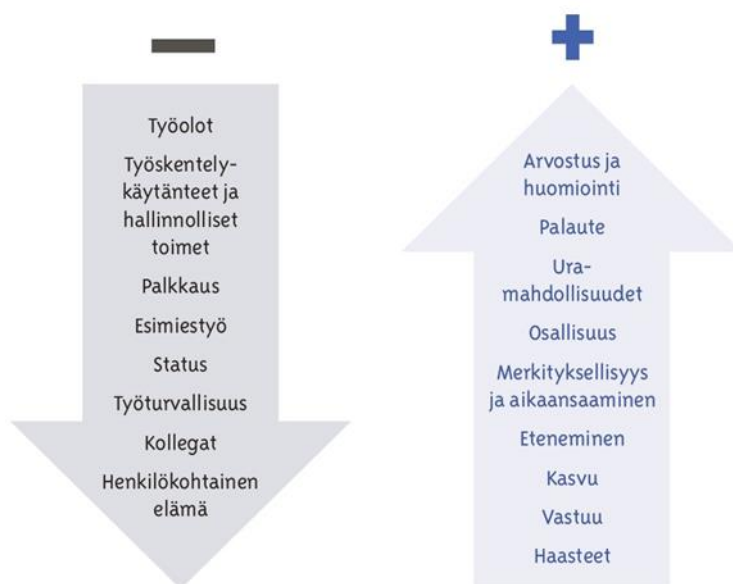 Työolot
Työskentely-
käytänteet ja
hallinnolliset
toimet
Palkkaus
Esimiestyö
Status
Työturvallisuus
Kollegat
Henkilökohtainen
elämä
Arvostus ja
huomiointi
Palaute
Ura-
mahdollisuudet
Osallisuus
Merkityksellisyys
ja aikaansaaminen
Eteneminen
Kasvu
Vastuu
Haasteet